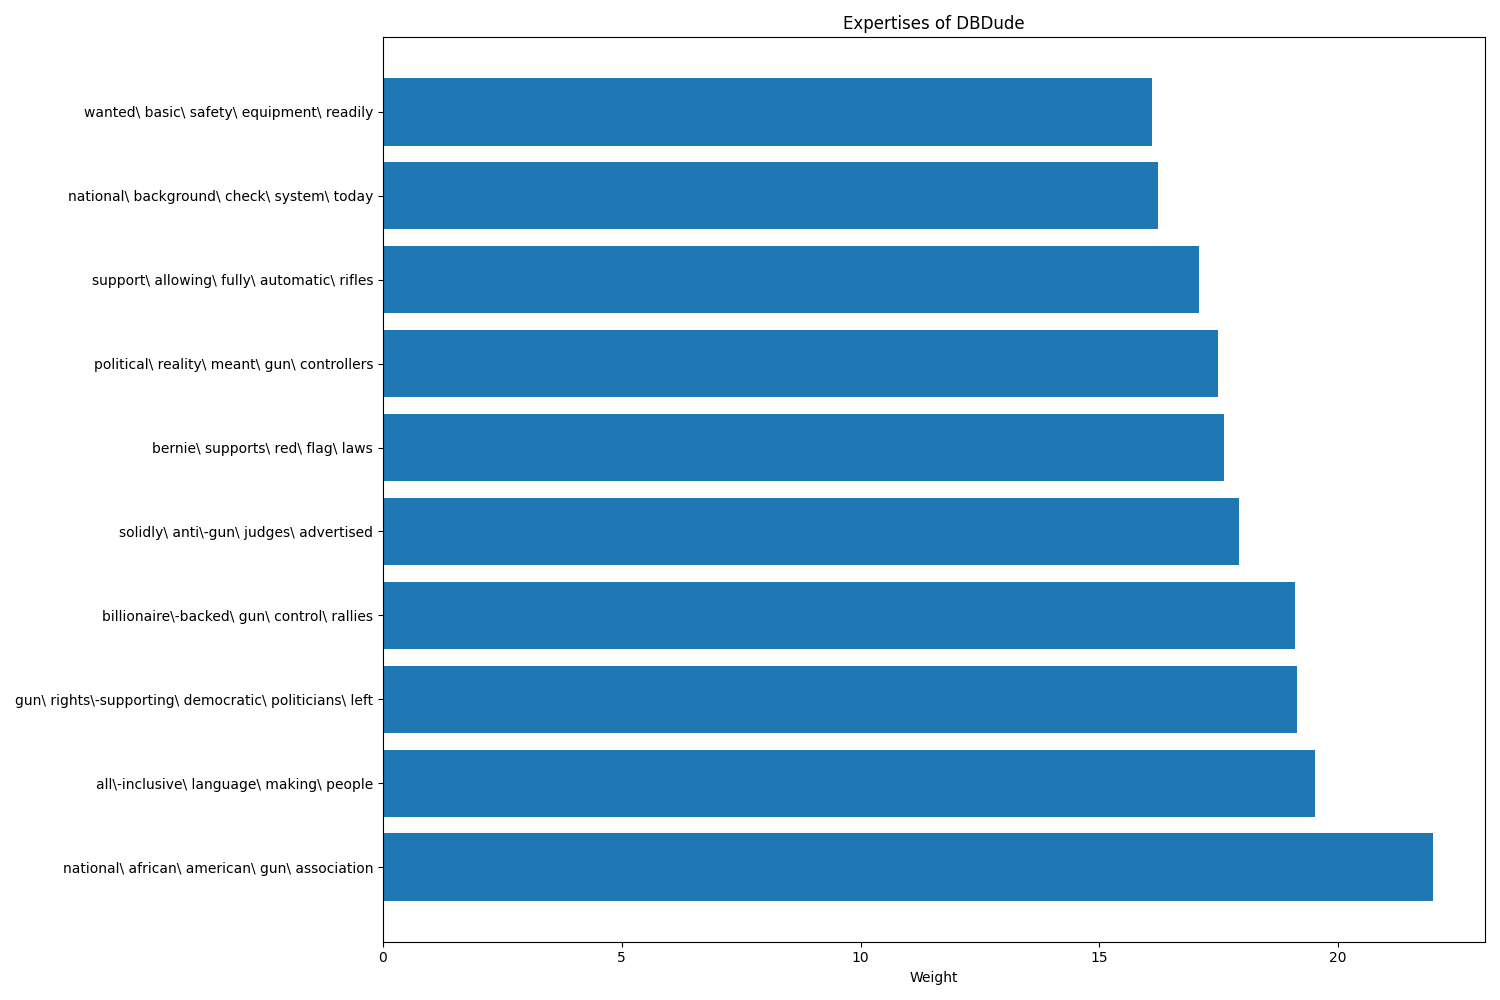 Expertises of DBDude
wanted\ basic\ safety\ equipment\ readily
national\ background\ check\ system\ today
support\ allowing\ fully\ automatic\ rifles
political\ reality\ meant\ gun\ controllers
bernie\ supports\ red\ flag\ laws
solidly\ anti\-gun\ judges\ advertised
billionaire\-backed\ gun\ control\ rallies
gun\ rights\-supporting\ democratic\ politicians\ left
all\-inclusive\ language\ making\ people
national\ african\ american\ gun\ association
0 5 10 15 20
Weight